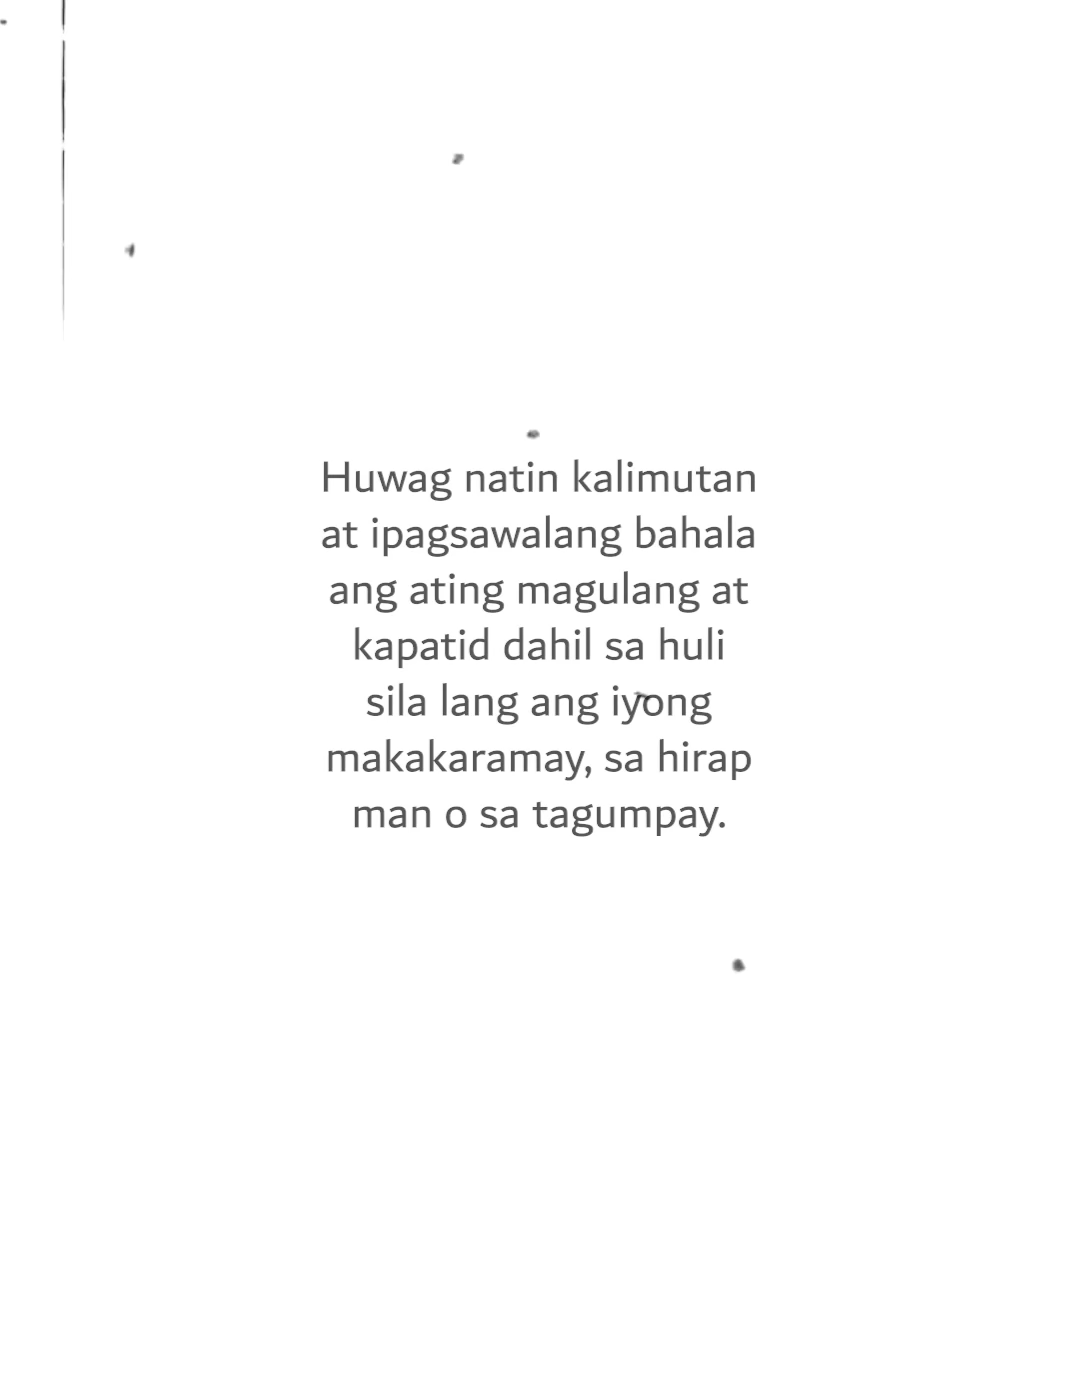 Huwag natin kalimutan
at ipagsawalang bahala
ang ating magulang at
kapatid dahil sa huli
sila lang ang iyong
makakaramay, sa hirap
man o sa tagumpay.